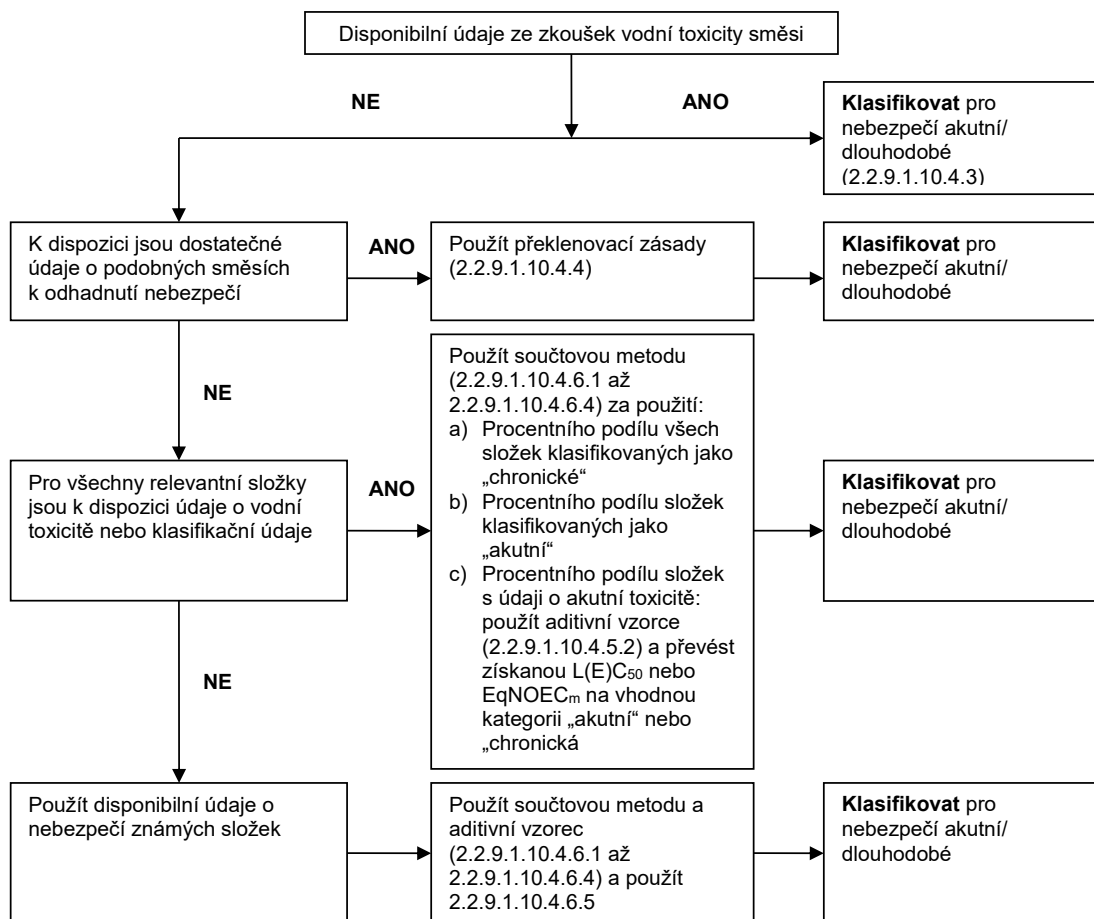 Disponibilní údaje ze zkoušek vodní toxicity směsi
NE
ANO
Klasifikovat pro
nebezpečí akutní/
dlouhodobé
(2.2.9.1.10.4.3)
K dispozici jsou dostatečné
údaje o podobných směsích
k odhadnutí nebezpečí
ANO
Použít překlenovací zásady
(2.2.9.1.10.4.4)
Klasifikovat pro
nebezpečí akutní/
dlouhodobé
NE
Pro všechny relevantní složky
jsou k dispozici údaje o vodní
toxicitě nebo klasifikační údaje
ANO
Použít součtovou metodu
(2.2.9.1.10.4.6.1 až
2.2.9.1.10.4.6.4) za použití:
a) Procentního podílu všech
složek klasifikovaných jako
„chronické“
b) Procentního podílu složek
klasifikovaných jako
„akutní“
c) Procentního podílu složek
s údaji o akutní toxicitě:
použít aditivní vzorce
(2.2.9.1.10.4.5.2) a převést
získanou L(E)C₅₀ nebo
EqNOECₘ na vhodnou
kategorii „akutní“ nebo
„chronická
Klasifikovat pro
nebezpečí akutní/
dlouhodobé
NE
Použít disponibilní údaje o
nebezpečí známých složek
Použít součtovou metodu a
aditivní vzorec
(2.2.9.1.10.4.6.1 až
2.2.9.1.10.4.6.4) a použít
2.2.9.1.10.4.6.5
Klasifikovat pro
nebezpečí akutní/
dlouhodobé